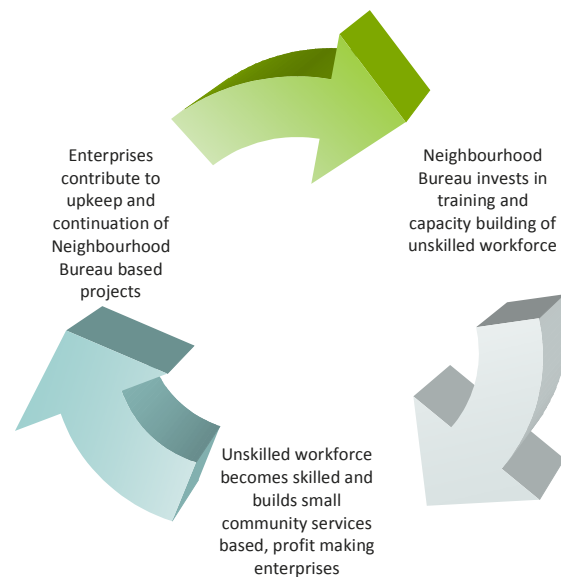 Enterprises
contribute to
upkeep and
continuation of
Neighbourhood
Bureau based
projects
Neighbourhood
Bureau invests in
training and
capacity building of
unskilled workforce
Unskilled workforce
becomes skilled and
builds small
community services
based, profit making
enterprises